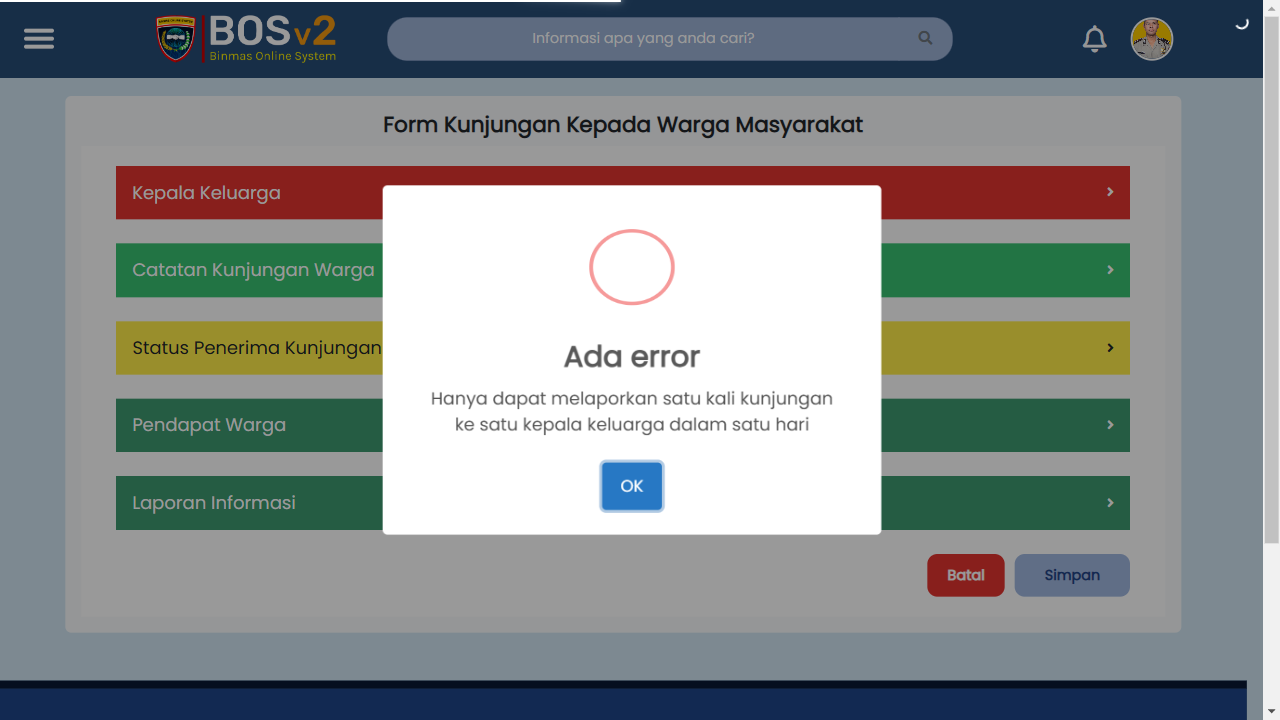 BOSv2
Binmas Online System
Informasi apa yang anda cari?
Form Kunjungan Kepada Warga Masyarakat
Kepala Keluarga
Catatan Kunjungan Warga
Status Penerima Kunjungan
Pendapat Warga
Laporan Informasi
Ada error
Hanya dapat melaporkan satu kali kunjungan
ke satu kepala keluarga dalam satu hari
OK
Batal
Simpan